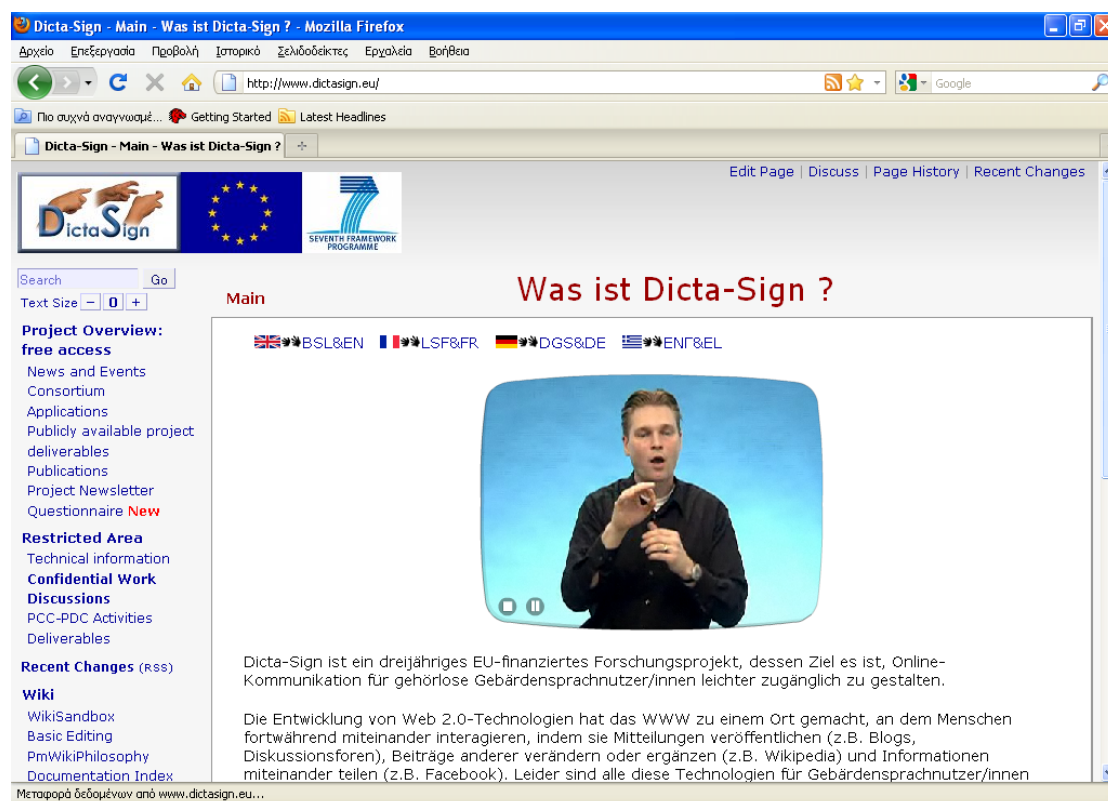 Dicta-Sign - Main - Was ist Dicta-Sign ? - Mozilla Firefox
Αρχείο Επεξεργασία Προβολή Ιστορικό Σελιδοδείκτες Εργαλεία Βοήθεια
http://www.dictasign.eu/ Google
Πιο συχνά αναγνωσμέ... Getting Started Latest Headlines
Dicta-Sign - Main - Was ist Dicta-Sign ?
Edit Page | Discuss | Page History | Recent Changes
DictaSign
SEVENTH FRAMEWORK
PROGRAMME
Search Go
Text Size - 0 +
Main
Was ist Dicta-Sign ?
Project Overview:
free access
News and Events
Consortium
Applications
Publicly available project
deliverables
Publications
Project Newsletter
Questionnaire New
Restricted Area
Technical information
Confidential Work
Discussions
PCC-PDC Activities
Deliverables
Recent Changes (RSS)
Wiki
WikiSandbox
Basic Editing
PmWikiPhilosophy
Documentation Index
BSL&EN LSF&FR DGS&DE ΕΝΓ&EL
Dicta-Sign ist ein dreijähriges EU-finanziertes Forschungsprojekt, dessen Ziel es ist, Online-
Kommunikation für gehörlose Gebärdensprachnutzer/innen leichter zugänglich zu gestalten.
Die Entwicklung von Web 2.0-Technologien hat das WWW zu einem Ort gemacht, an dem Menschen
fortwährend miteinander interagieren, indem sie Mitteilungen veröffentlichen (z.B. Blogs,
Diskussionsforen), Beiträge anderer verändern oder ergänzen (z.B. Wikipedia) und Informationen
miteinander teilen (z.B. Facebook). Leider sind alle diese Technologien für Gebärdensprachnutzer/innen
Μεταφορά δεδομένων από www.dictasign.eu...